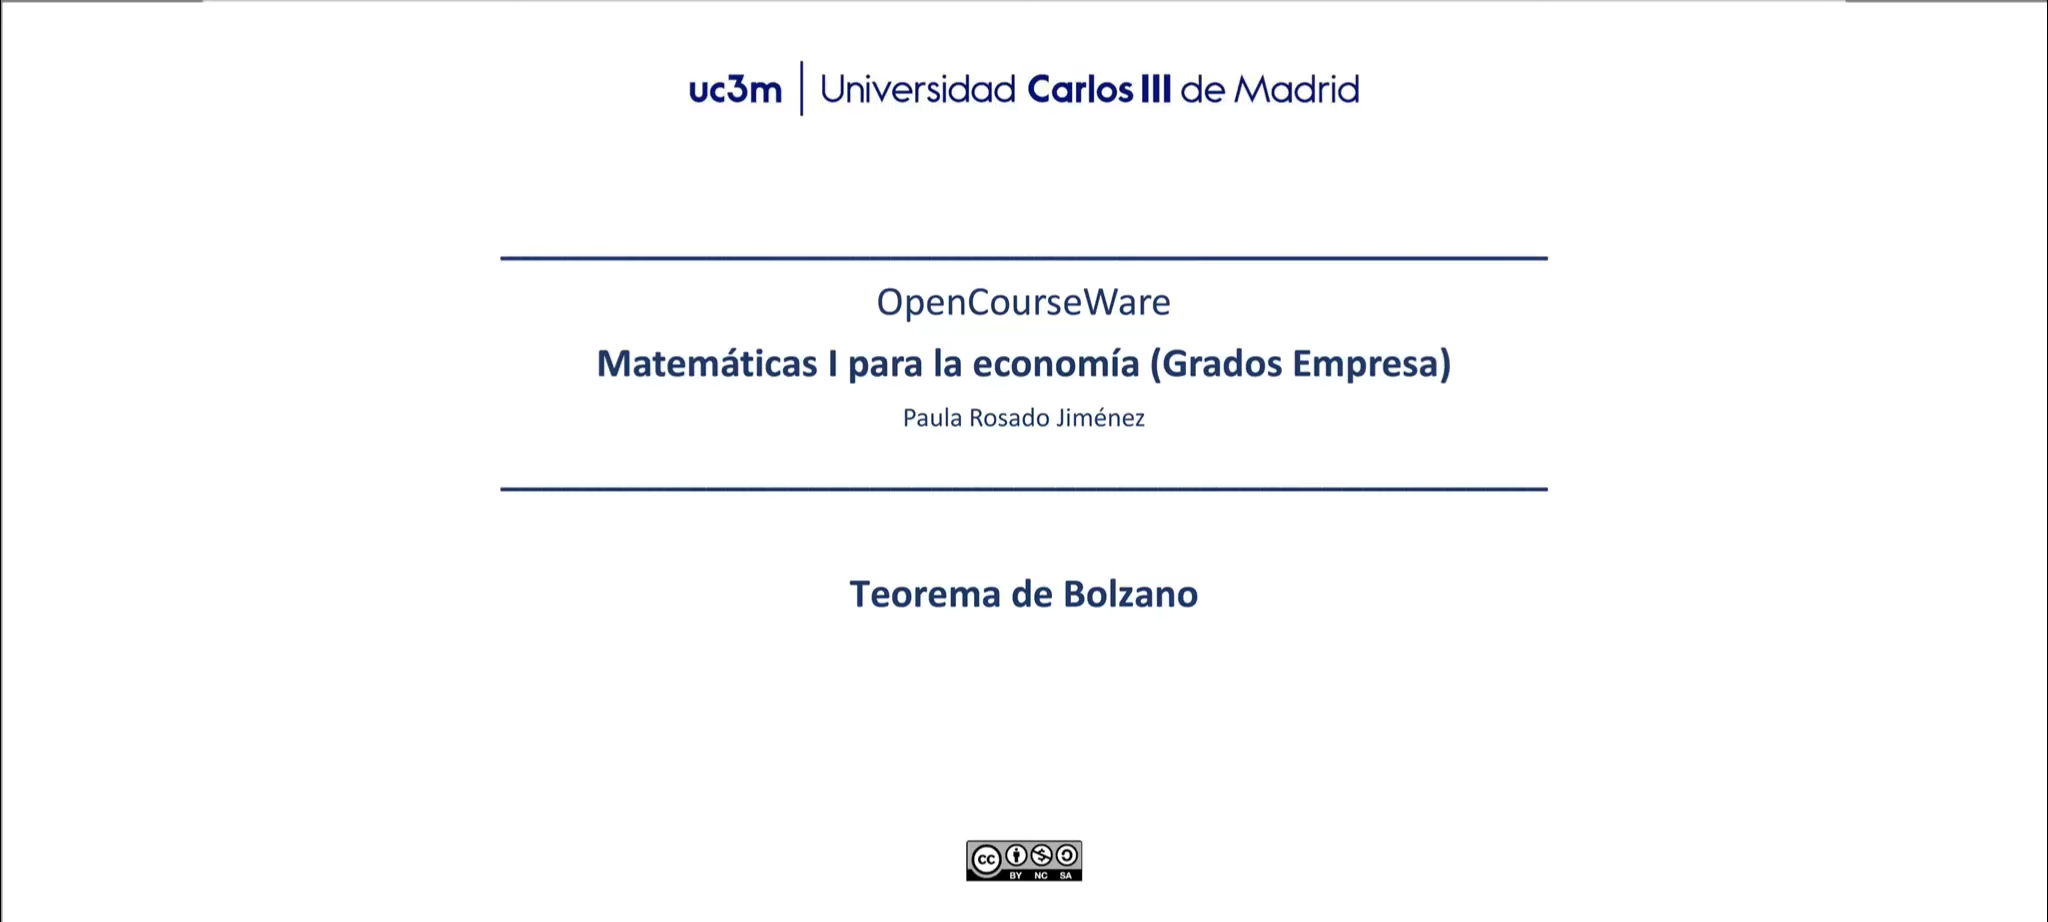 uc3m | Universidad Carlos III de Madrid
OpenCourseWare
Matemáticas I para la economía (Grados Empresa)
Paula Rosado Jiménez
Teorema de Bolzano
cc
BY NC SA